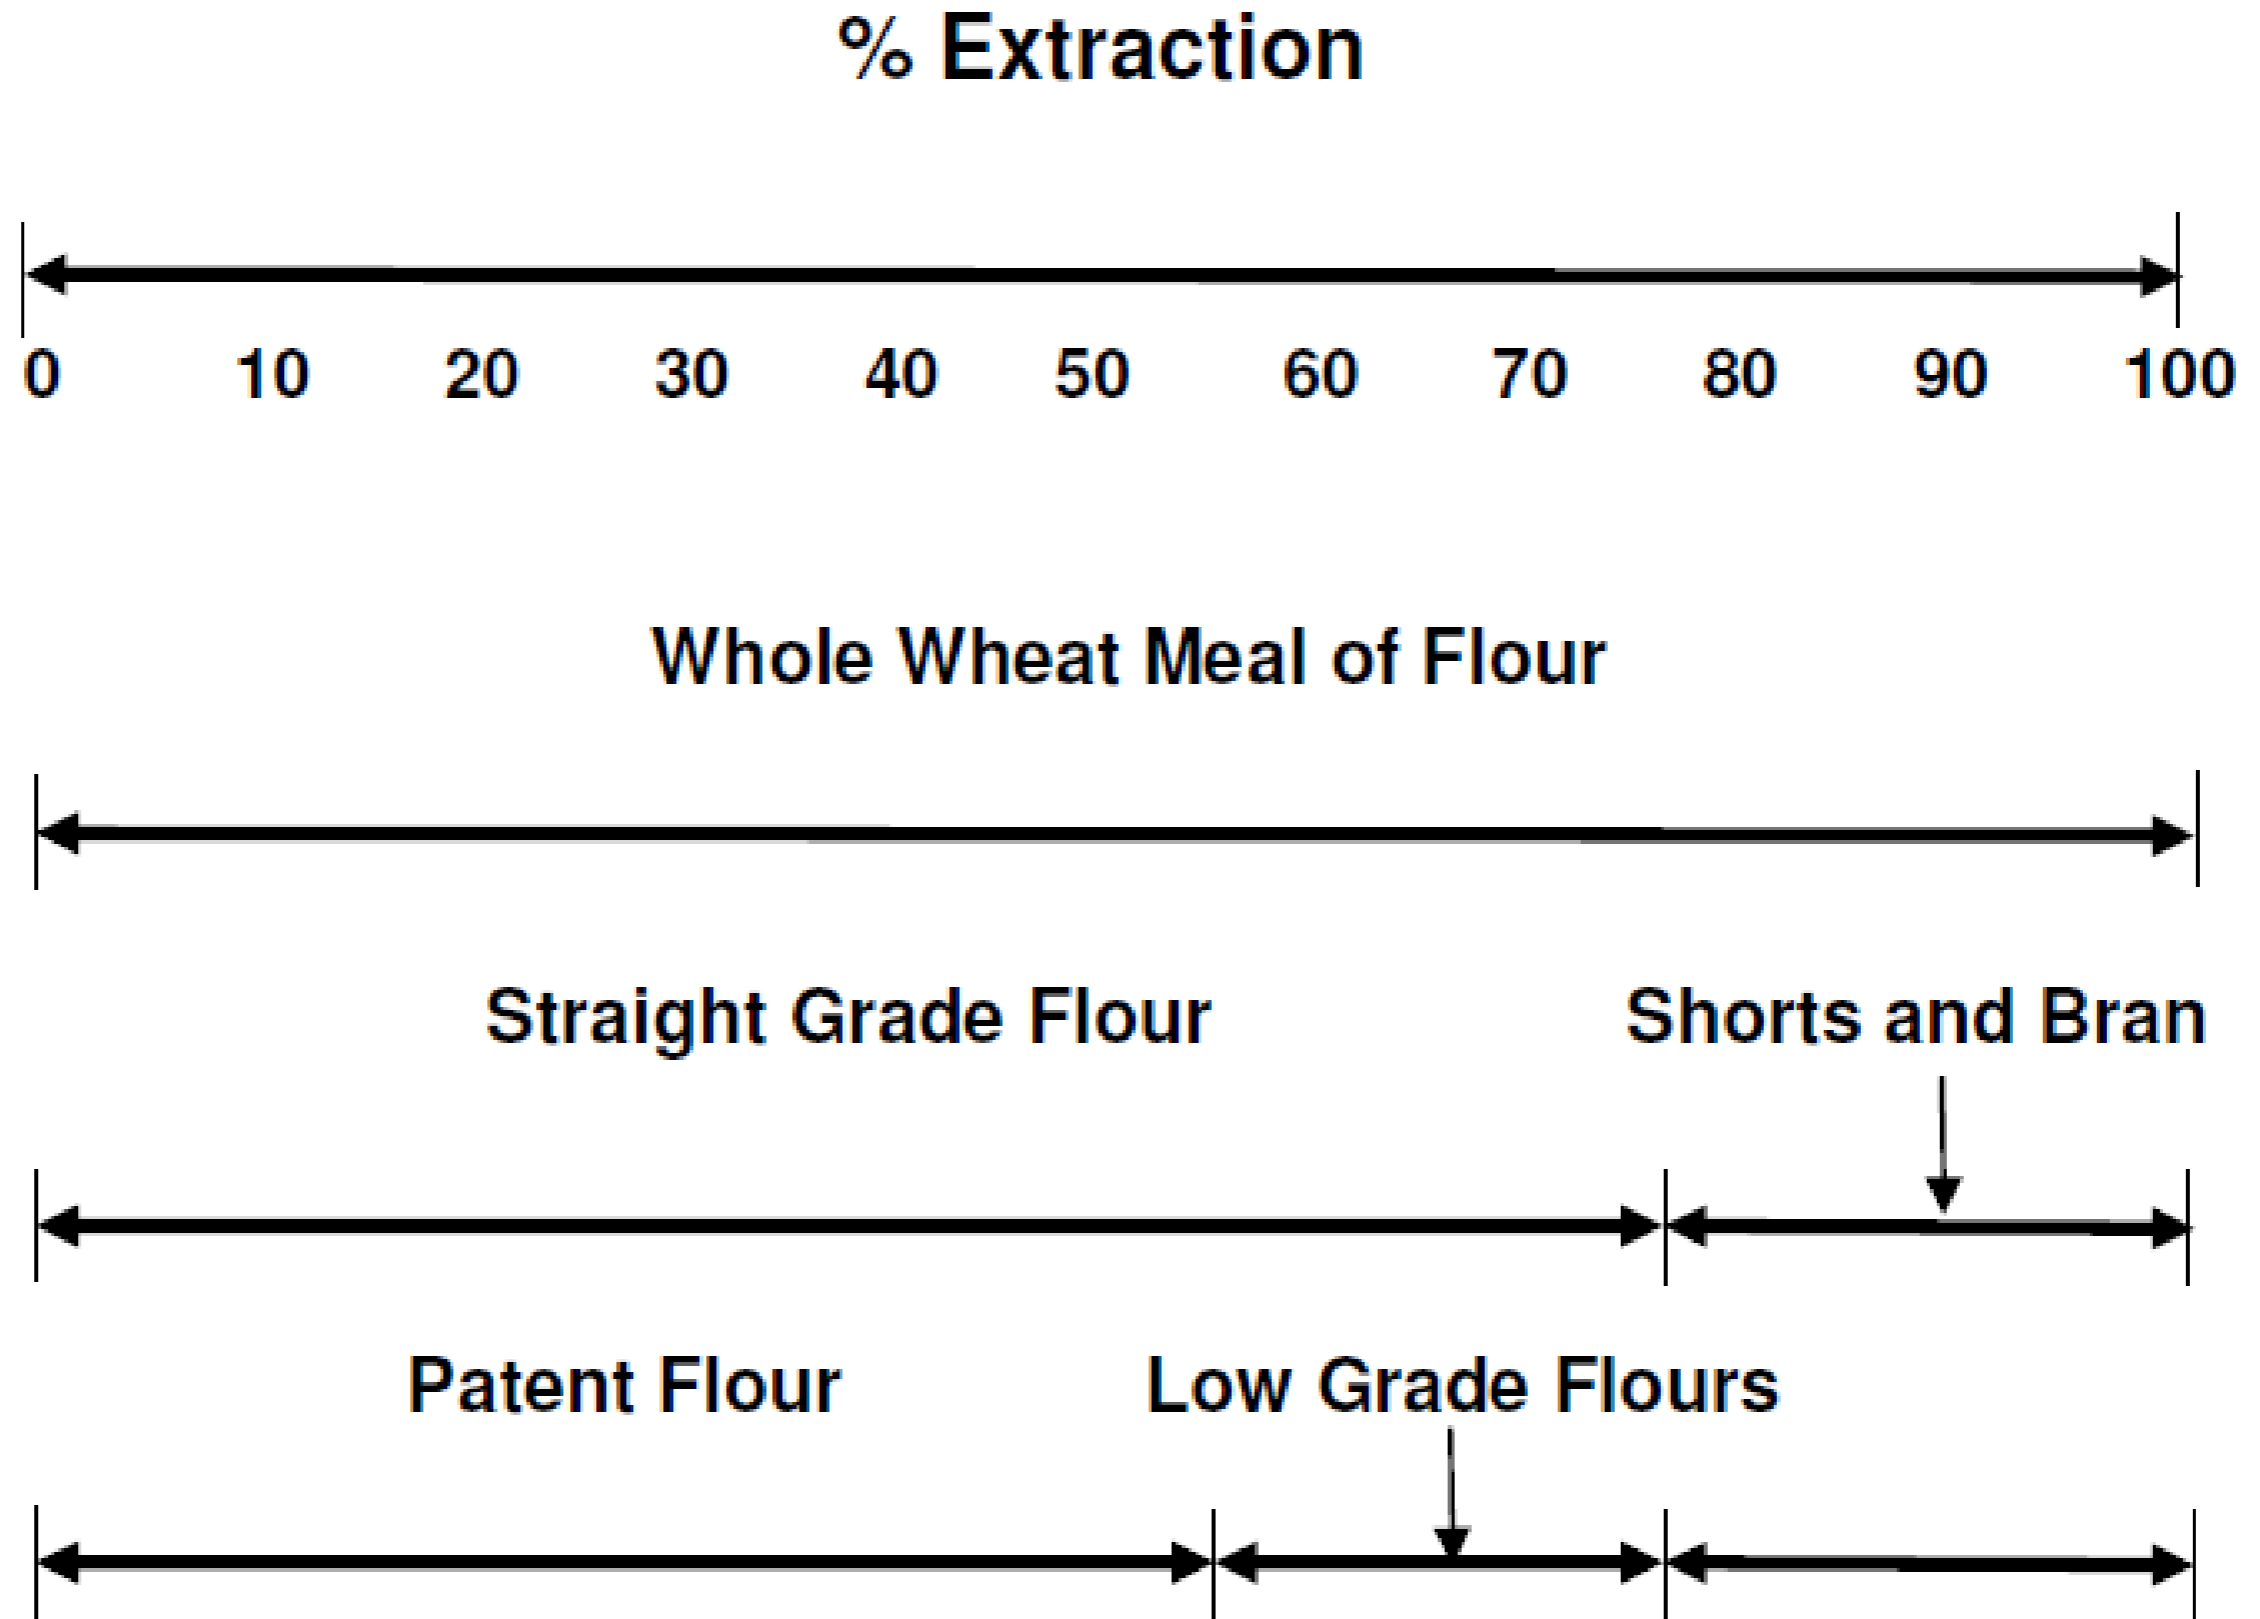 % Extraction
0 10 20 30 40 50 60 70 80 90 100
Whole Wheat Meal of Flour
Straight Grade Flour Shorts and Bran
Patent Flour Low Grade Flours